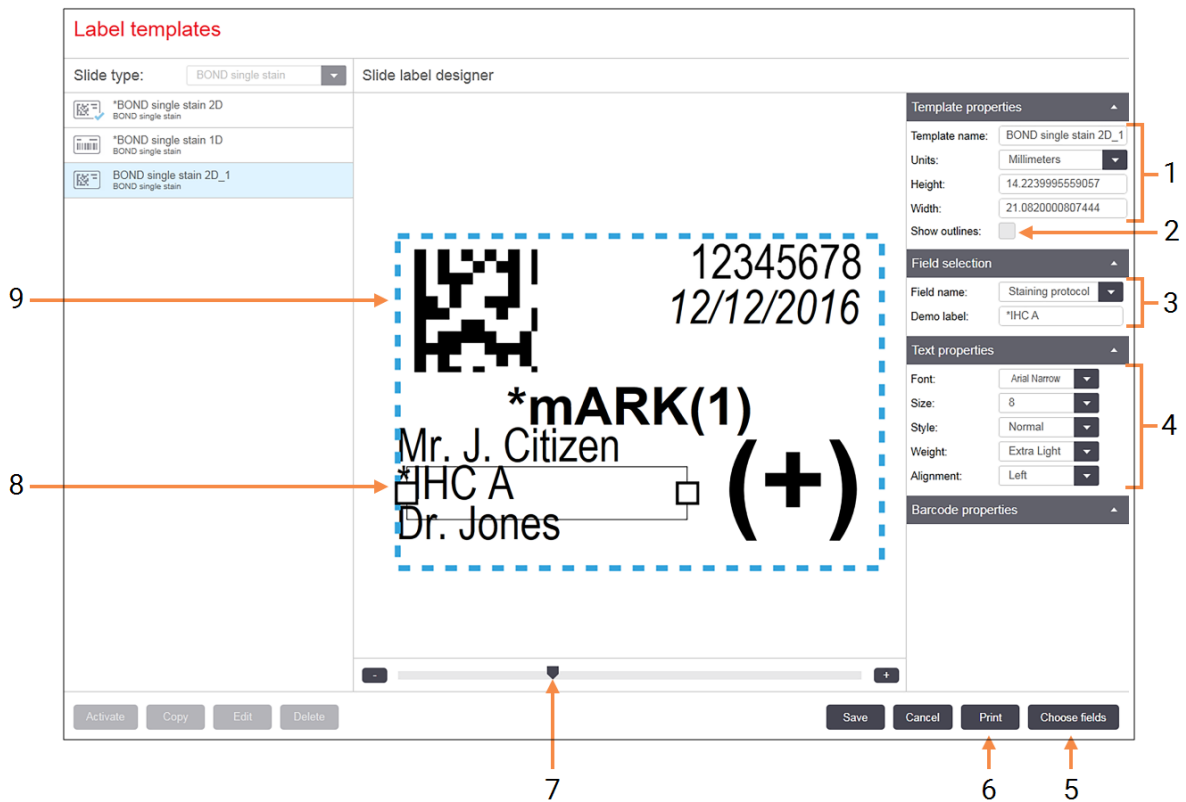 Label templates
Slide type: BOND single stain
Slide label designer
*BOND single stain 2D
BOND single stain
*BOND single stain 1D
BOND single stain
BOND single stain 2D_1
BOND single stain
Template properties
Template name: BOND single stain 2D_1
Units: Millimeters
Height: 14.2239995559057
Width: 21.0820000807444
Show outlines:
Field selection
Field name: Staining protocol
Demo label: *IHC A
Text properties
Font: Arial Narrow
Size: 8
Style: Normal
Weight: Extra Light
Alignment: Left
Barcode properties
12345678
12/12/2016
*mARK(1)
Mr. J. Citizen
*IHC A
(+)
Dr. Jones
- +
Activate Copy Edit Delete
Save Cancel Print Choose fields
1
2
3
4
5
6
7
8
9